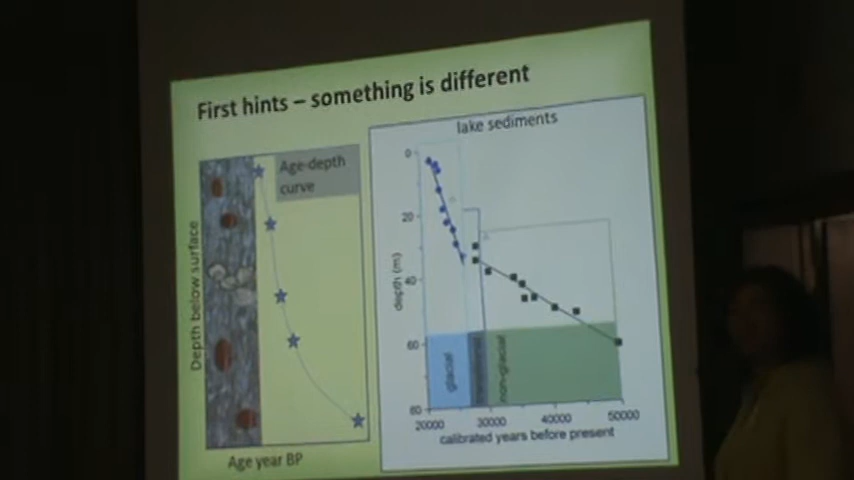 First hints – something is different
Age-depth
curve
Depth below surface
Age year BP
lake sediments
depth (m)
0
20
40
60
80
glacial
non-glacial
20000
30000
40000
50000
calibrated years before present